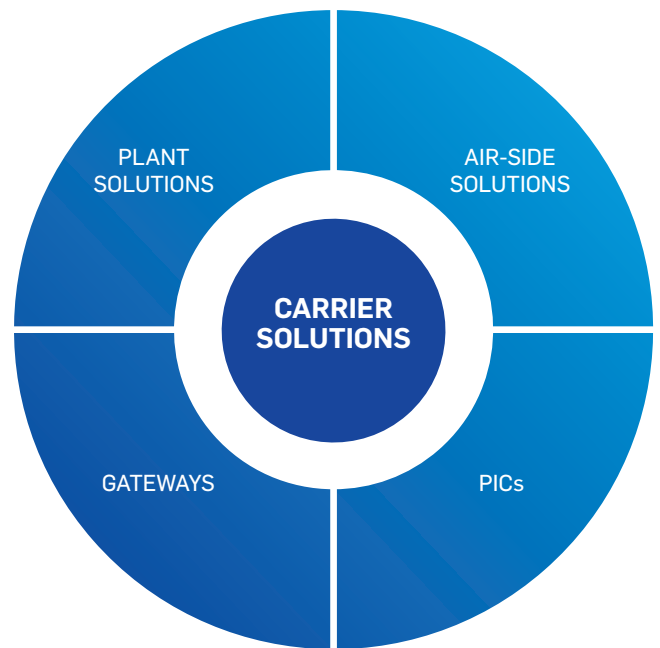 PLANT
SOLUTIONS
AIR-SIDE
SOLUTIONS
CARRIER
SOLUTIONS
GATEWAYS
PICs